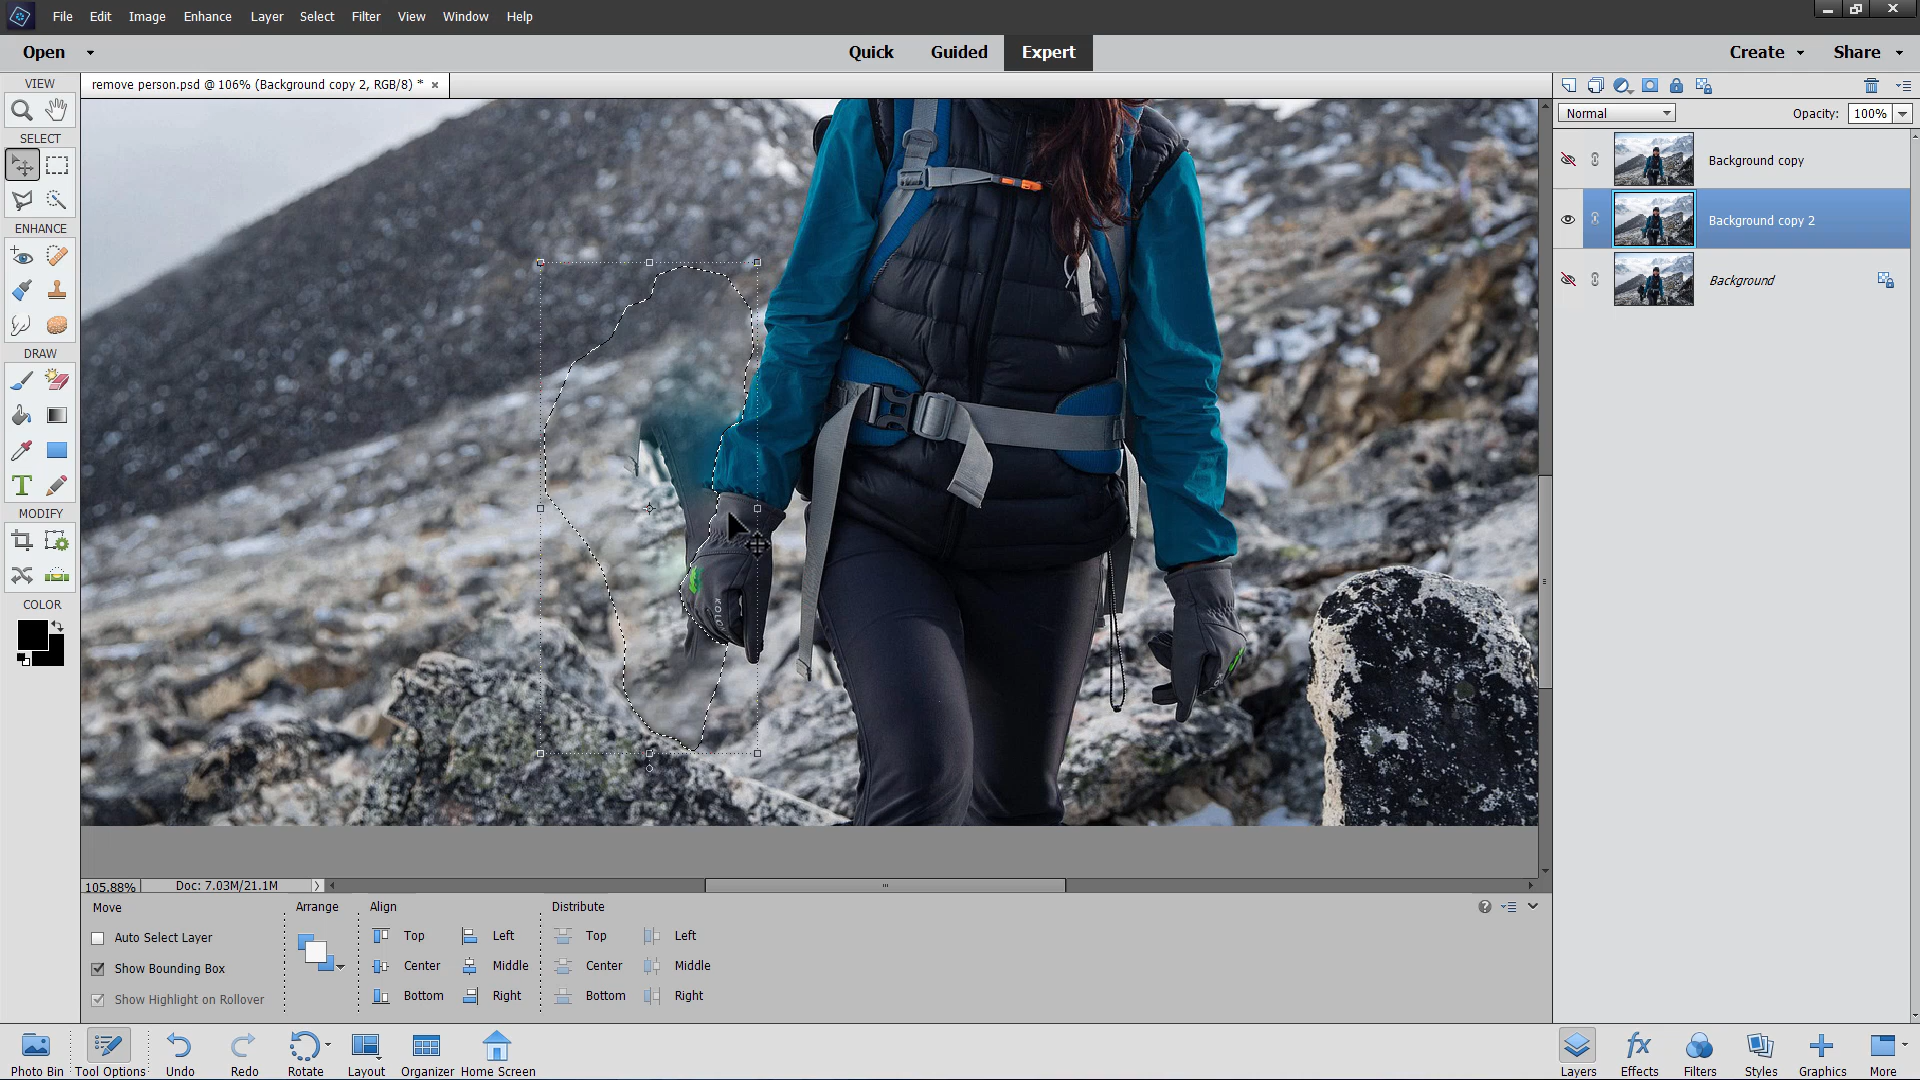 File Edit Image Enhance Layer Select Filter View Window Help
Open Quick Guided Expert Create Share
VIEW remove person.psd @ 106% (Background copy 2, RGB/8) * ×
Normal Opacity: 100%
SELECT
Background copy
Background copy 2
ENHANCE
Background
DRAW
T
MODIFY
COLOR
105.88% Doc: 7.03M/21.1M
Move Arrange Align Distribute
Auto Select Layer Top Left Top Left
Show Bounding Box Center Middle Center Middle
Show Highlight on Rollover Bottom Right Bottom Right
Photo Bin Tool Options Undo Redo Rotate Layout Organizer Home Screen Layers fx Effects Filters Styles Graphics More